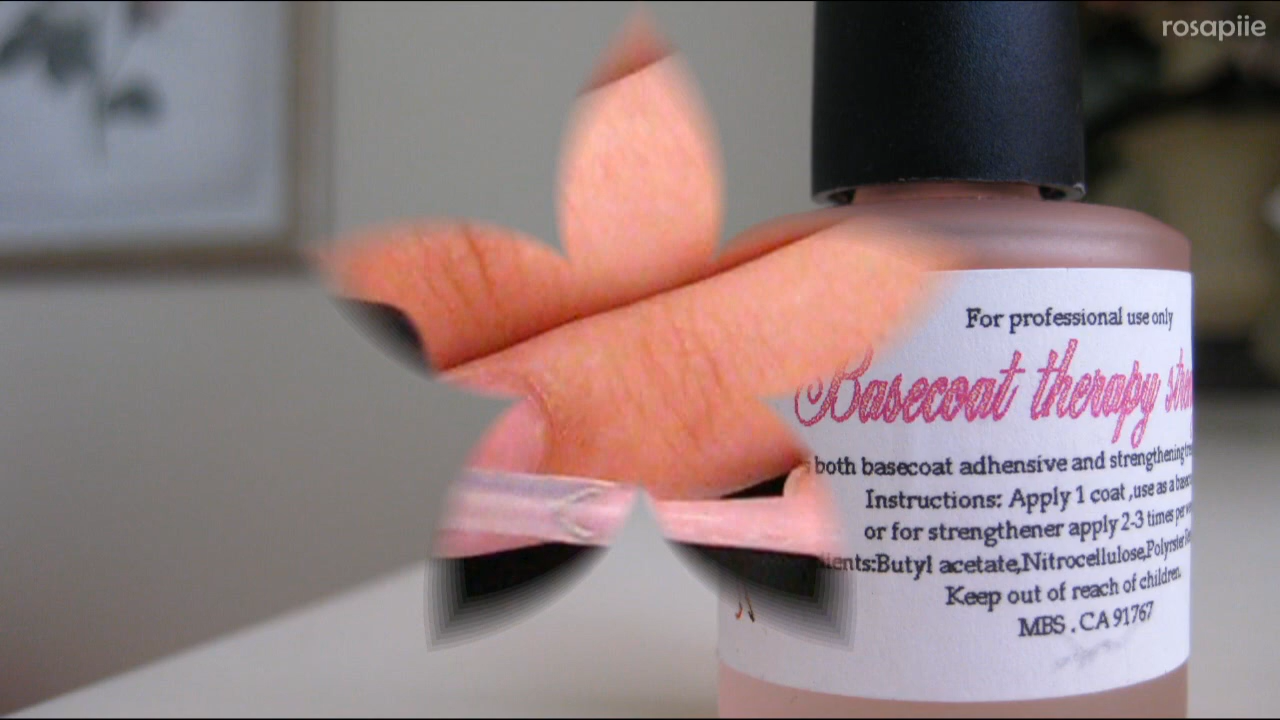 rosapiie
For professional use only
Basecoat therapy
both basecoat adhensive and strengthening
Instructions: Apply 1 coat ,use as a
or for strengthener apply 2-3 times per
Butyl acetate,Nitrocellulose,
Keep out of reach of children.
MBS . CA 91767